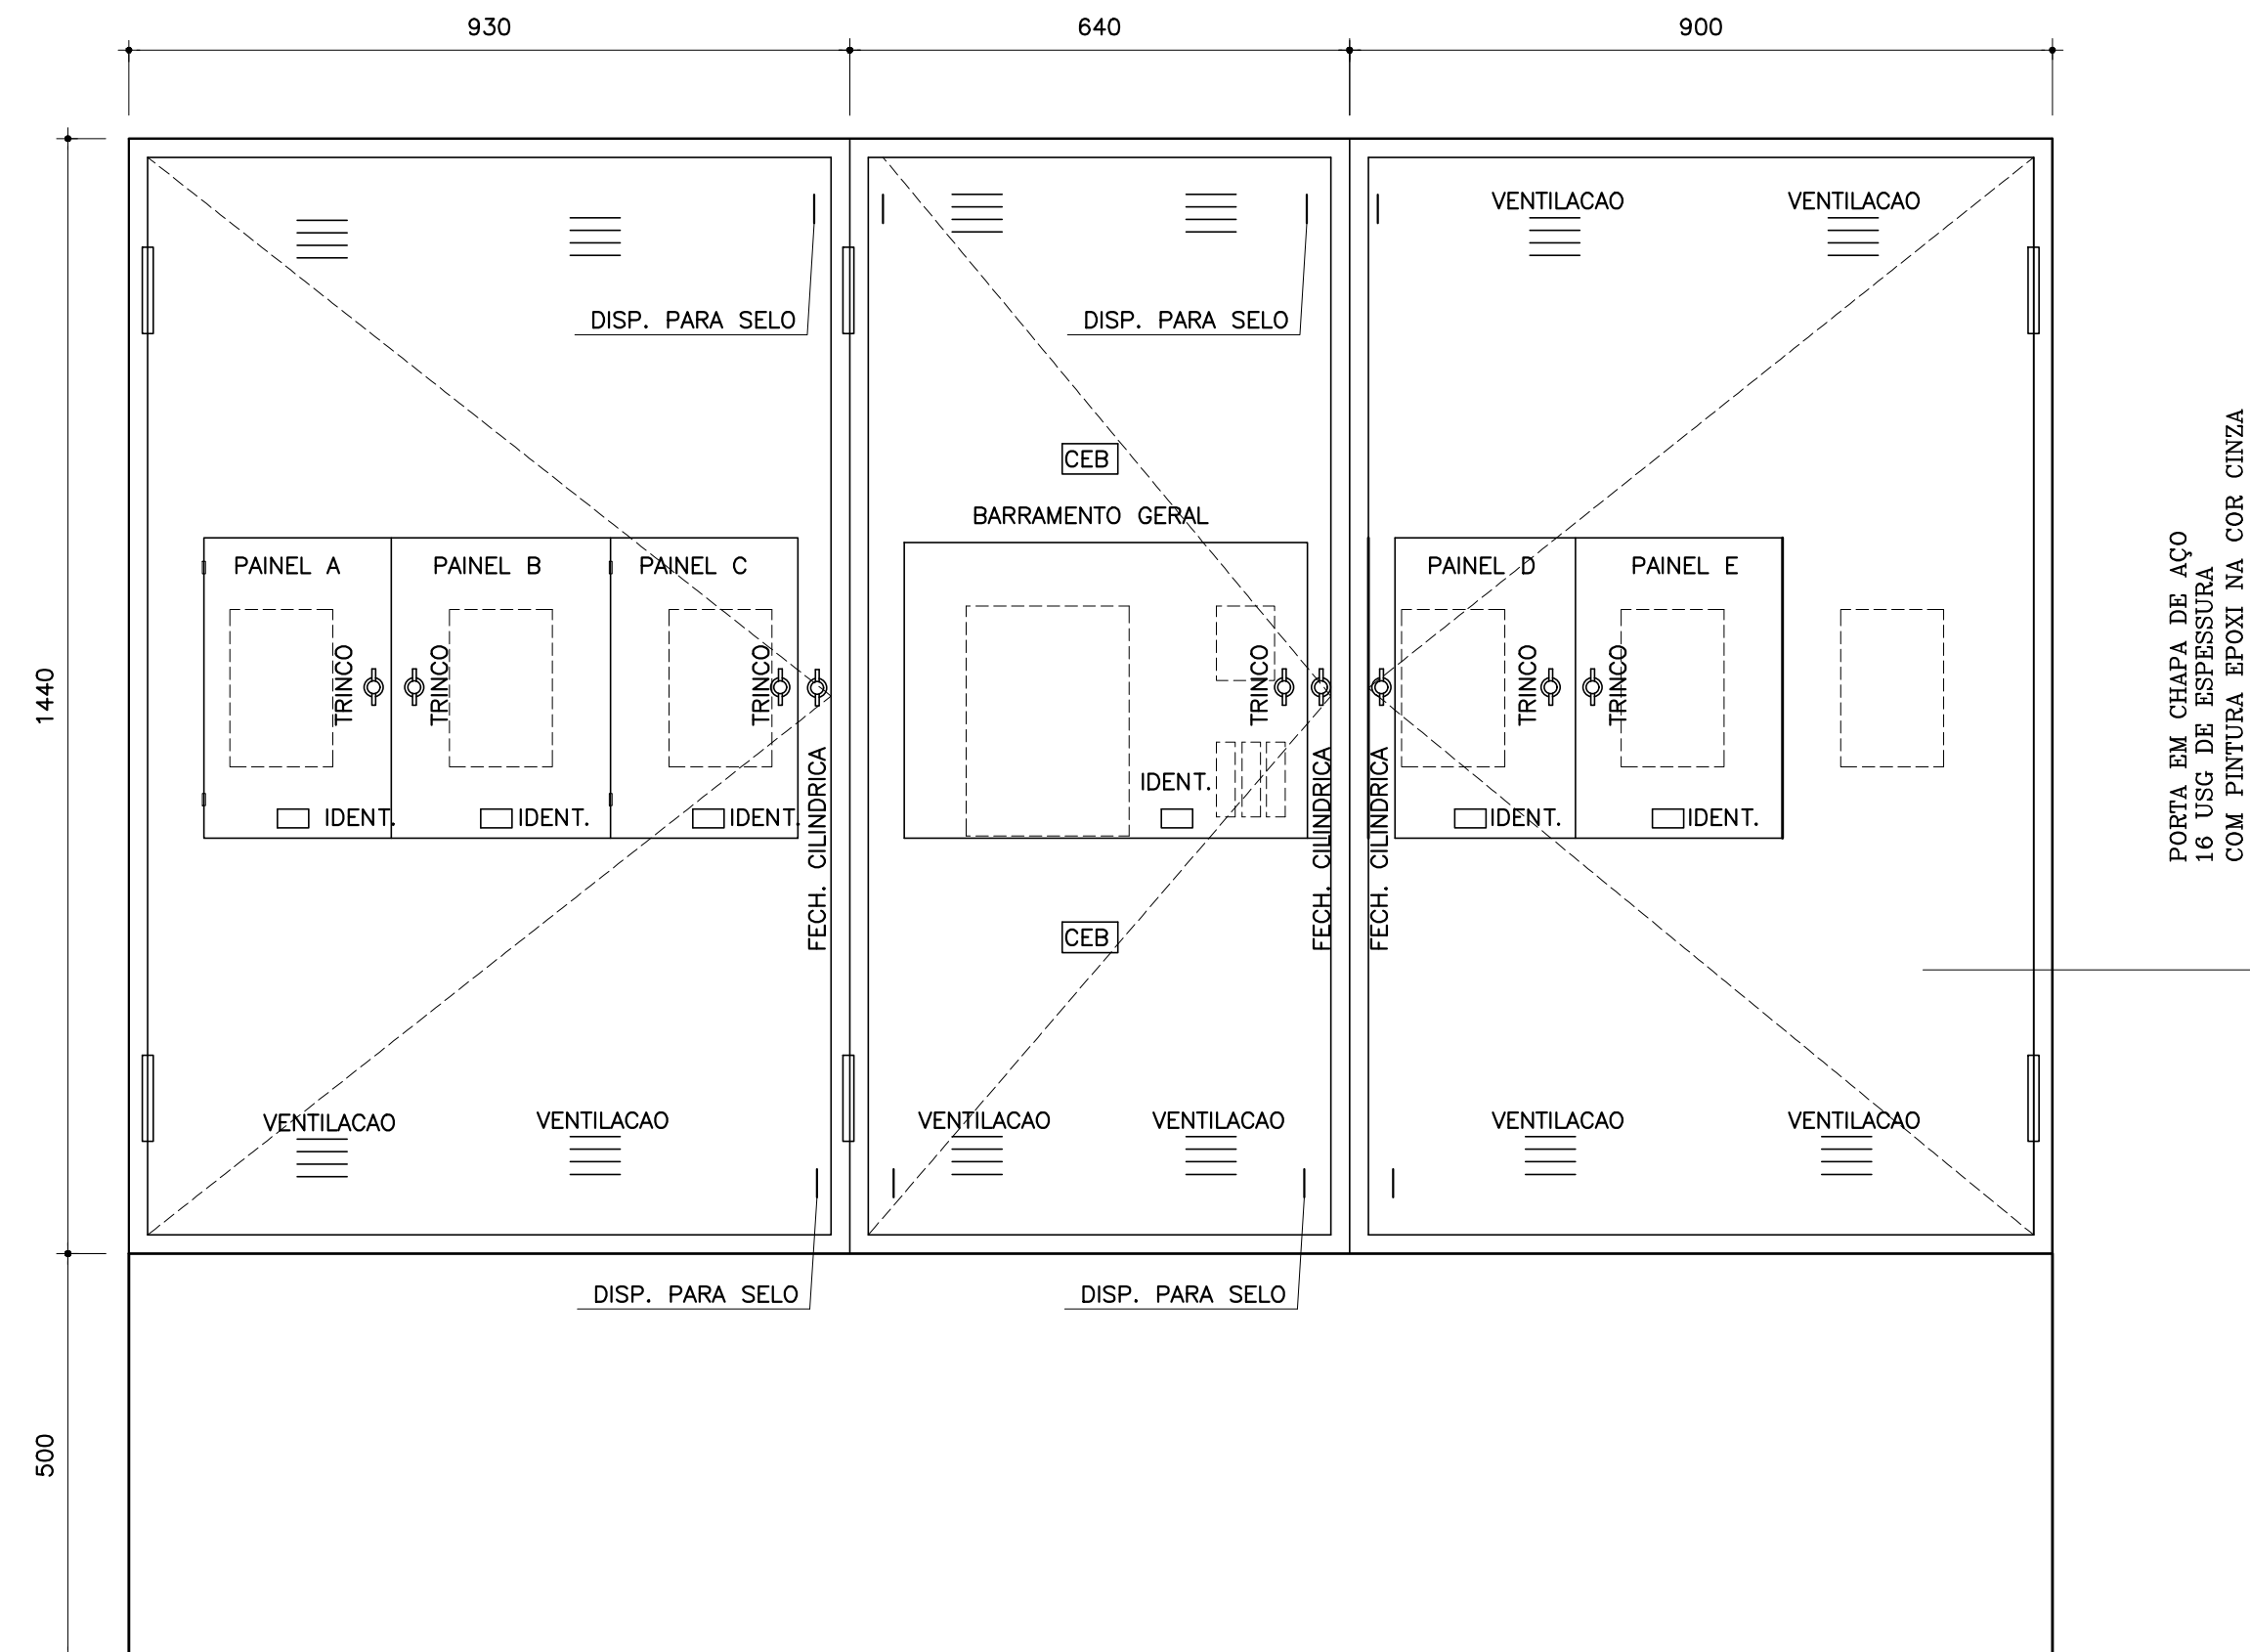 930
640
900
VENTILACAO
VENTILACAO
DISP. PARA SELO
DISP. PARA SELO
CEB
BARRAMENTO GERAL
PAINEL A
PAINEL B
PAINEL C
PAINEL D
PAINEL E
1440
TRINCO
TRINCO
TRINCO
TRINCO
TRINCO
TRINCO
IDENT.
IDENT.
IDENT.
IDENT.
IDENT.
IDENT.
FECH. CILINDRICA
FECH. CILINDRICA
FECH. CILINDRICA
PORTA EM CHAPA DE AÇO
16 USG DE ESPESSURA
COM PINTURA EPOXI NA COR CINZA
CEB
VENTILACAO
VENTILACAO
VENTILACAO
VENTILACAO
VENTILACAO
VENTILACAO
DISP. PARA SELO
DISP. PARA SELO
500